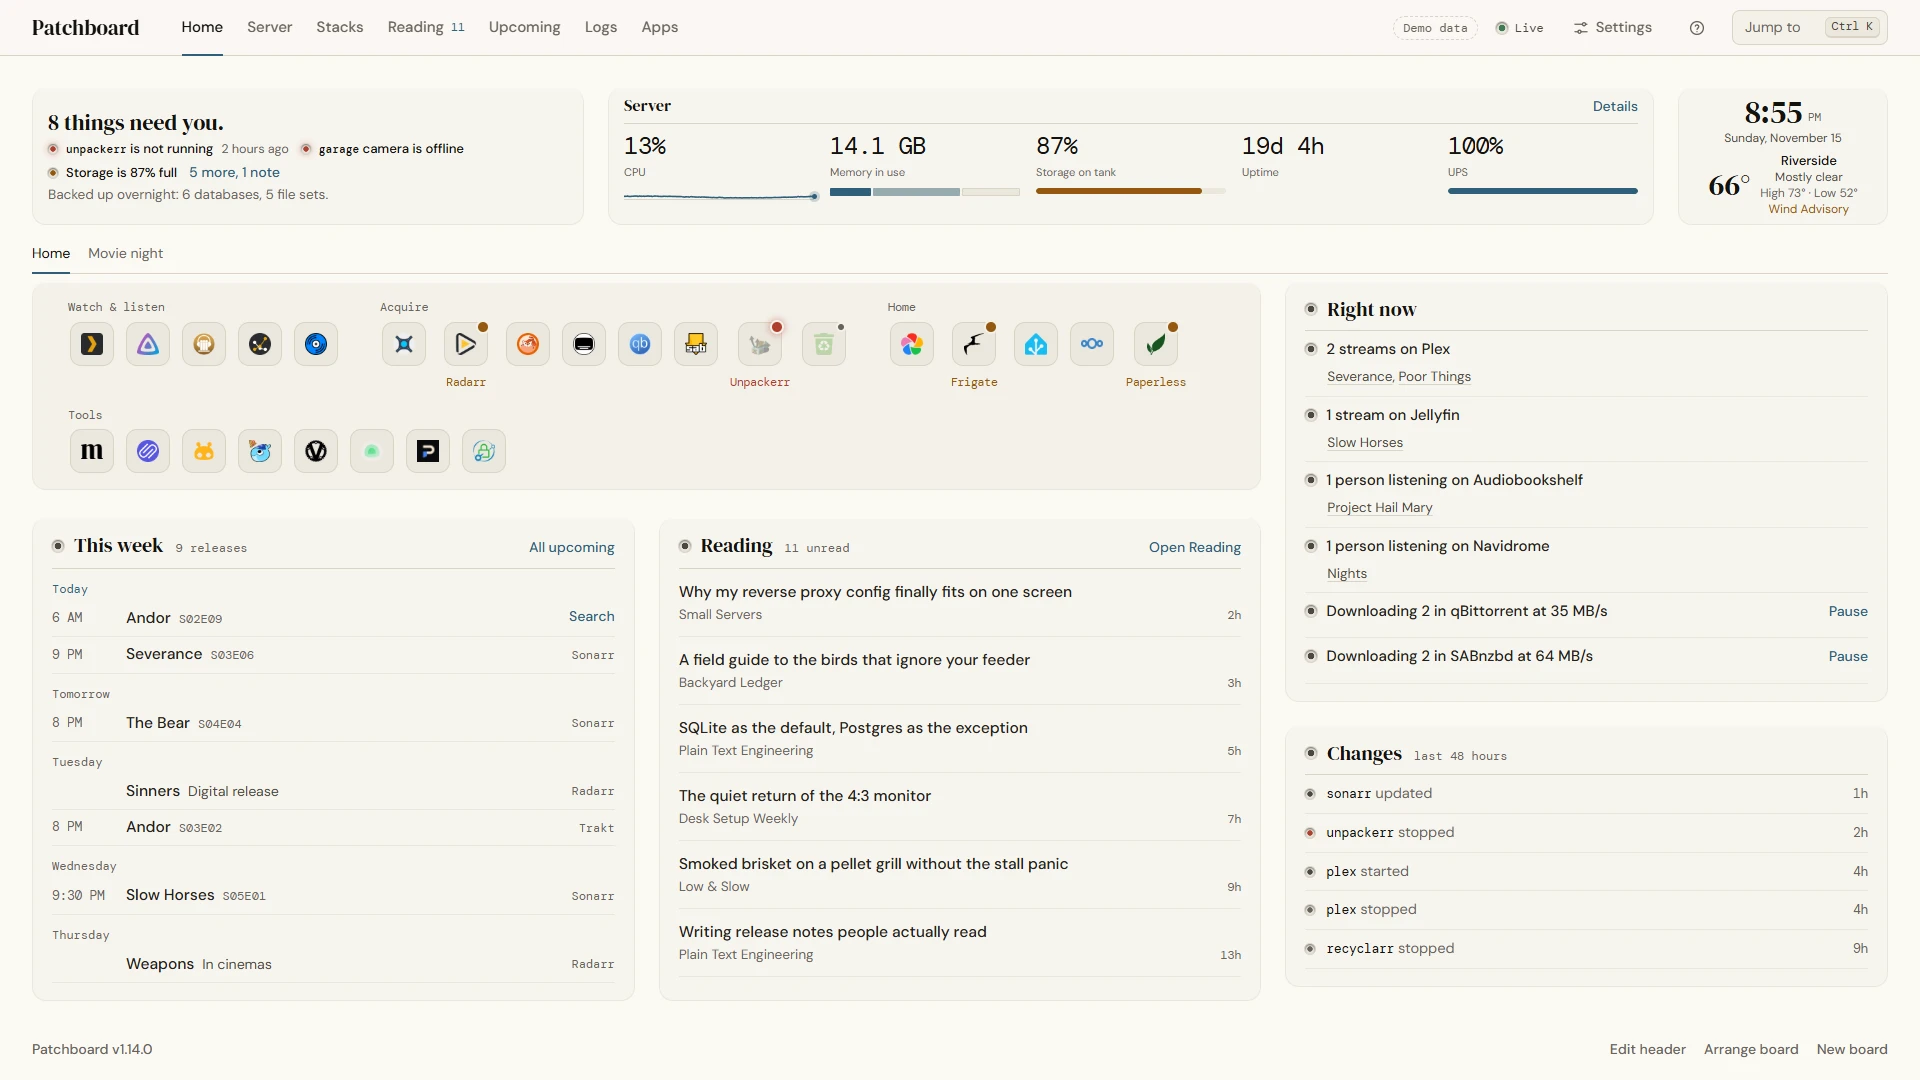 Patchboard
Home
Server
Stacks
Reading 11
Upcoming
Logs
Apps
Demo data
Live
Settings
Jump to Ctrl K
8 things need you.
unpackerr is not running 2 hours ago garage camera is offline
Storage is 87% full 5 more, 1 note
Backed up overnight: 6 databases, 5 file sets.
Server
Details
13%
CPU
14.1 GB
Memory in use
87%
Storage on tank
19d 4h
Uptime
100%
UPS
8:55 PM
Sunday, November 15
66°
Riverside
Mostly clear
High 73° · Low 52°
Wind Advisory
Home
Movie night
Watch & listen
Acquire
Radarr
Unpackerr
Home
Frigate
Paperless
Tools
m
This week 9 releases
All upcoming
Today
6 AM Andor S02E09 Search
9 PM Severance S03E06 Sonarr
Tomorrow
8 PM The Bear S04E04 Sonarr
Tuesday
Sinners Digital release Radarr
8 PM Andor S03E02 Trakt
Wednesday
9:30 PM Slow Horses S05E01 Sonarr
Thursday
Weapons In cinemas Radarr
Reading 11 unread
Open Reading
Why my reverse proxy config finally fits on one screen
Small Servers 2h
A field guide to the birds that ignore your feeder
Backyard Ledger 3h
SQLite as the default, Postgres as the exception
Plain Text Engineering 5h
The quiet return of the 4:3 monitor
Desk Setup Weekly 7h
Smoked brisket on a pellet grill without the stall panic
Low & Slow 9h
Writing release notes people actually read
Plain Text Engineering 13h
Right now
2 streams on Plex
Severance, Poor Things
1 stream on Jellyfin
Slow Horses
1 person listening on Audiobookshelf
Project Hail Mary
1 person listening on Navidrome
Nights
Downloading 2 in qBittorrent at 35 MB/s Pause
Downloading 2 in SABnzbd at 64 MB/s Pause
Changes last 48 hours
sonarr updated 1h
unpackerr stopped 2h
plex started 4h
plex stopped 4h
recyclarr stopped 9h
Patchboard v1.14.0
Edit header
Arrange board
New board